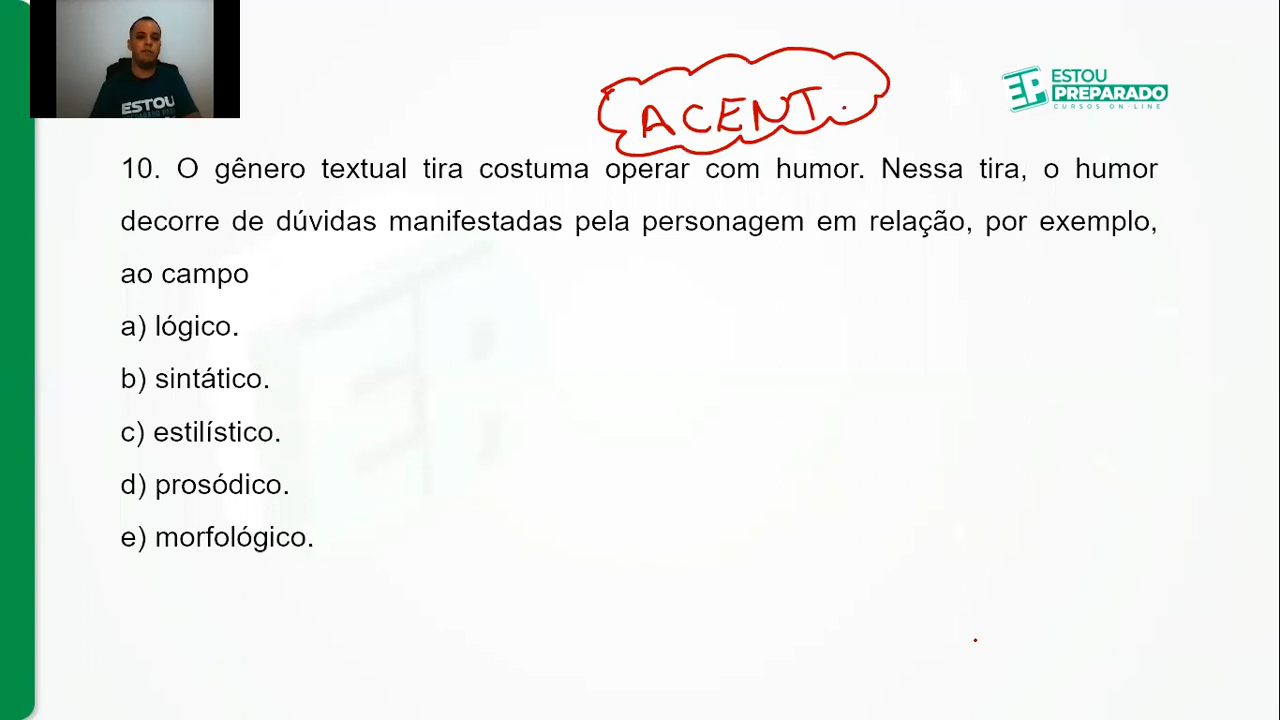 ESTOU
ACENT.
ESTOU
PREPARADO
CURSOS ON-LINE
10. O gênero textual tira costuma operar com humor. Nessa tira, o humor
decorre de dúvidas manifestadas pela personagem em relação, por exemplo,
ao campo
a) lógico.
b) sintático.
c) estilístico.
d) prosódico.
e) morfológico.